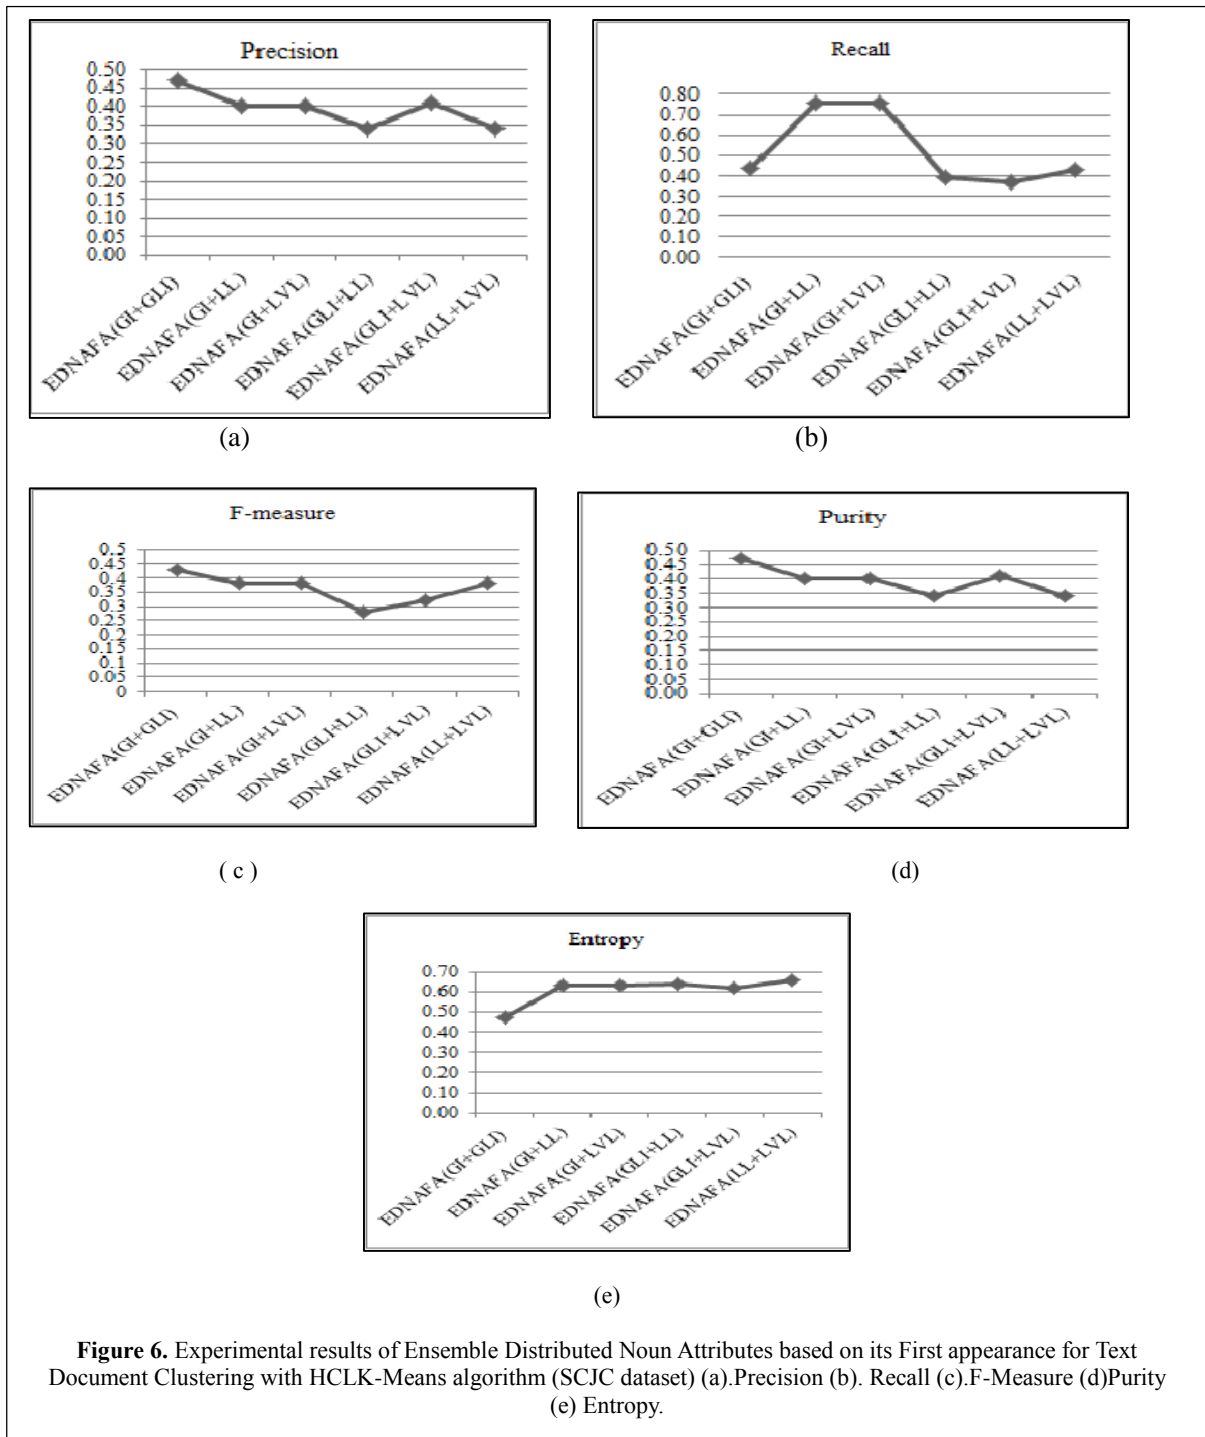 Precision
0.50
0.45
0.40
0.35
0.30
0.25
0.20
0.15
0.10
0.05
0.00
EDNAFA(GI+GLI)
EDNAFA(GI+LL)
EDNAFA(GI+LVL)
EDNAFA(GLI+LL)
EDNAFA(GLI+LVL)
EDNAFA(LL+LVL)
(a)
Recall
0.80
0.70
0.60
0.50
0.40
0.30
0.20
0.10
0.00
EDNAFA(GI+GLI)
EDNAFA(GI+LL)
EDNAFA(GI+LVL)
EDNAFA(GLI+LL)
EDNAFA(GLI+LVL)
EDNAFA(LL+LVL)
(b)
F-measure
0.5
0.45
0.4
0.35
0.3
0.25
0.2
0.15
0.1
0.05
0
EDNAFA(GI+GLI)
EDNAFA(GI+LL)
EDNAFA(GI+LVL)
EDNAFA(GLI+LL)
EDNAFA(GLI+LVL)
EDNAFA(LL+LVL)
( c )
Purity
0.50
0.45
0.40
0.35
0.30
0.25
0.20
0.15
0.10
0.05
0.00
EDNAFA(GI+GLI)
EDNAFA(GI+LL)
EDNAFA(GI+LVL)
EDNAFA(GLI+LL)
EDNAFA(GLI+LVL)
EDNAFA(LL+LVL)
(d)
Entropy
0.70
0.60
0.50
0.40
0.30
0.20
0.10
0.00
EDNAFA(GI+GLI)
EDNAFA(GI+LL)
EDNAFA(GI+LVL)
EDNAFA(GLI+LL)
EDNAFA(GLI+LVL)
EDNAFA(LL+LVL)
(e)
Figure 6. Experimental results of Ensemble Distributed Noun Attributes based on its First appearance for Text
Document Clustering with HCLK-Means algorithm (SCJC dataset) (a).Precision (b). Recall (c).F-Measure (d)Purity
(e) Entropy.